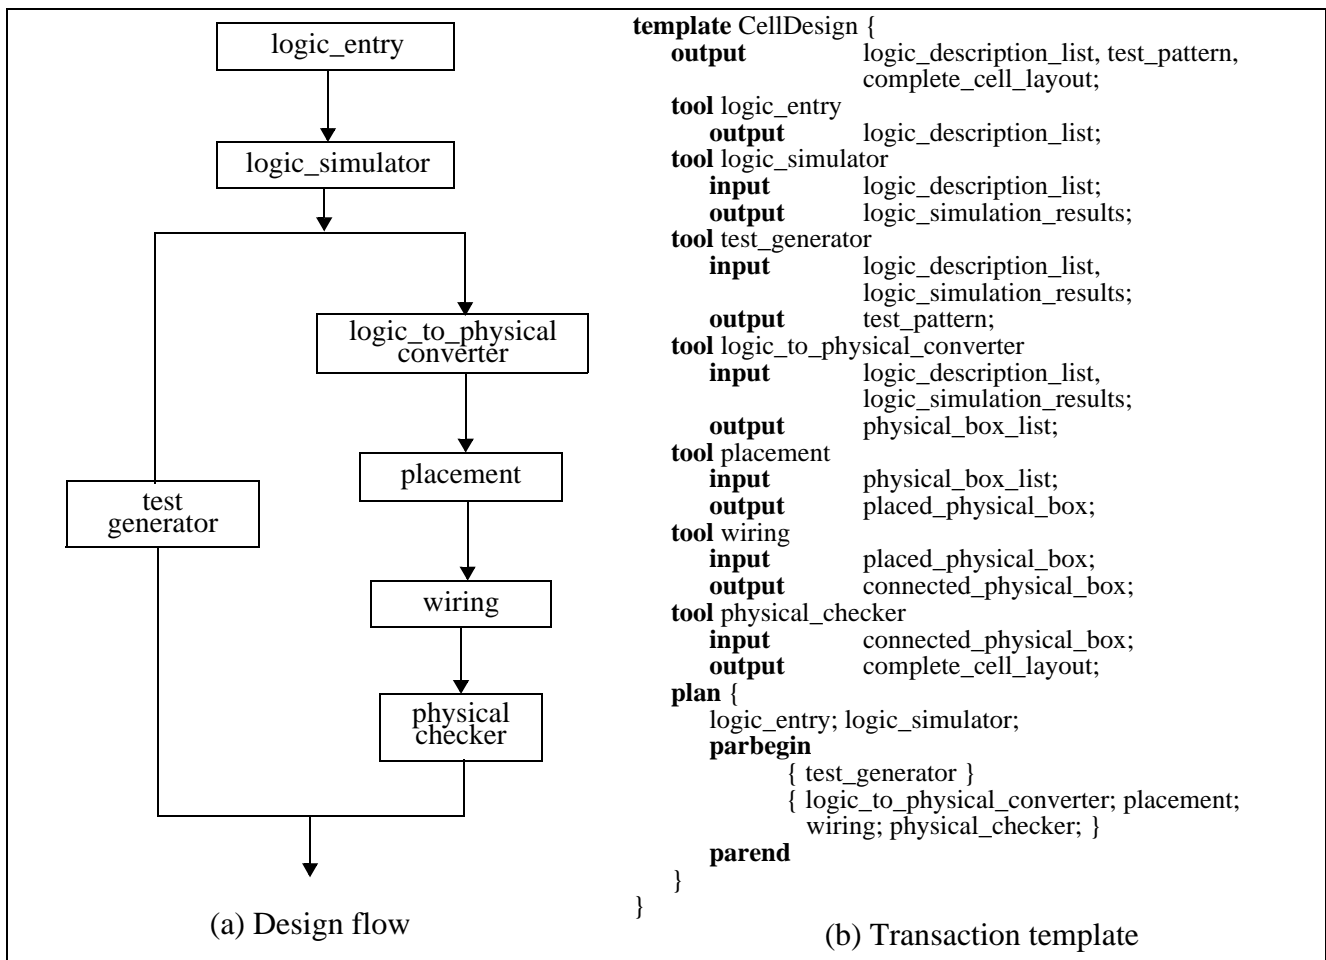 logic_entry
logic_simulator
logic_to_physical
converter
placement
test
generator
wiring
physical
checker
(a) Design flow
template CellDesign {
output logic_description_list, test_pattern,
complete_cell_layout;
tool logic_entry
output logic_description_list;
tool logic_simulator
input logic_description_list;
output logic_simulation_results;
tool test_generator
input logic_description_list,
logic_simulation_results;
output test_pattern;
tool logic_to_physical_converter
input logic_description_list,
logic_simulation_results;
output physical_box_list;
tool placement
input physical_box_list;
output placed_physical_box;
tool wiring
input placed_physical_box;
output connected_physical_box;
tool physical_checker
input connected_physical_box;
output complete_cell_layout;
plan {
logic_entry; logic_simulator;
parbegin
{ test_generator }
{ logic_to_physical_converter; placement;
wiring; physical_checker; }
parend
}
}
(b) Transaction template